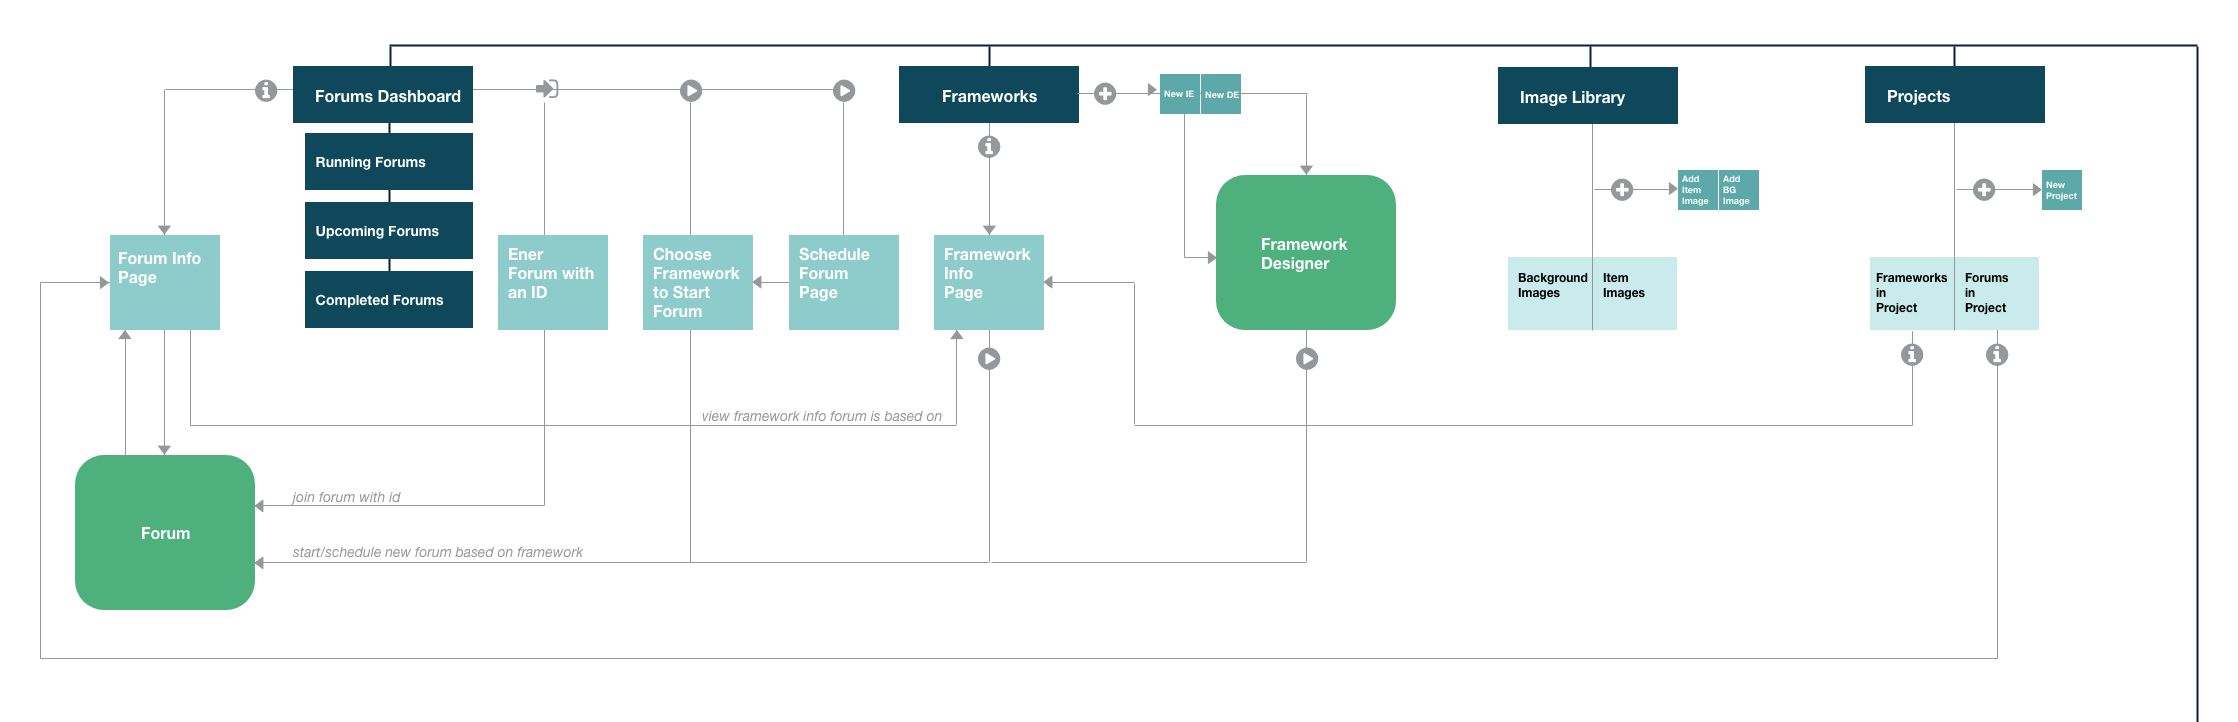 Forums Dashboard
Frameworks
Image Library
Projects
New IE
New DE
Running Forums
Upcoming Forums
Completed Forums
Add
Item
Image
Add
BG
Image
New
Project
Forum Info
Page
Ener
Forum with
an ID
Choose
Framework
to Start
Forum
Schedule
Forum
Page
Framework
Info
Page
Framework
Designer
Background
Images
Item
Images
Frameworks
in
Project
Forums
in
Project
view framework info forum is based on
join forum with id
Forum
start/schedule new forum based on framework